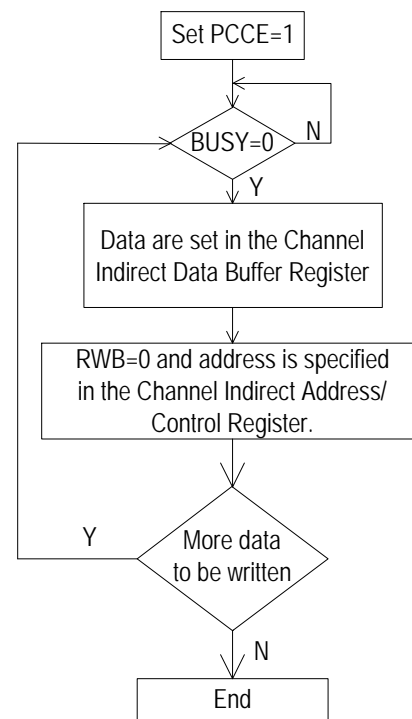 Set PCCE=1
BUSY=0
N
Y
Data are set in the Channel
Indirect Data Buffer Register
RWB=0 and address is specified
in the Channel Indirect Address/
Control Register.
Y
More data
to be written
N
End